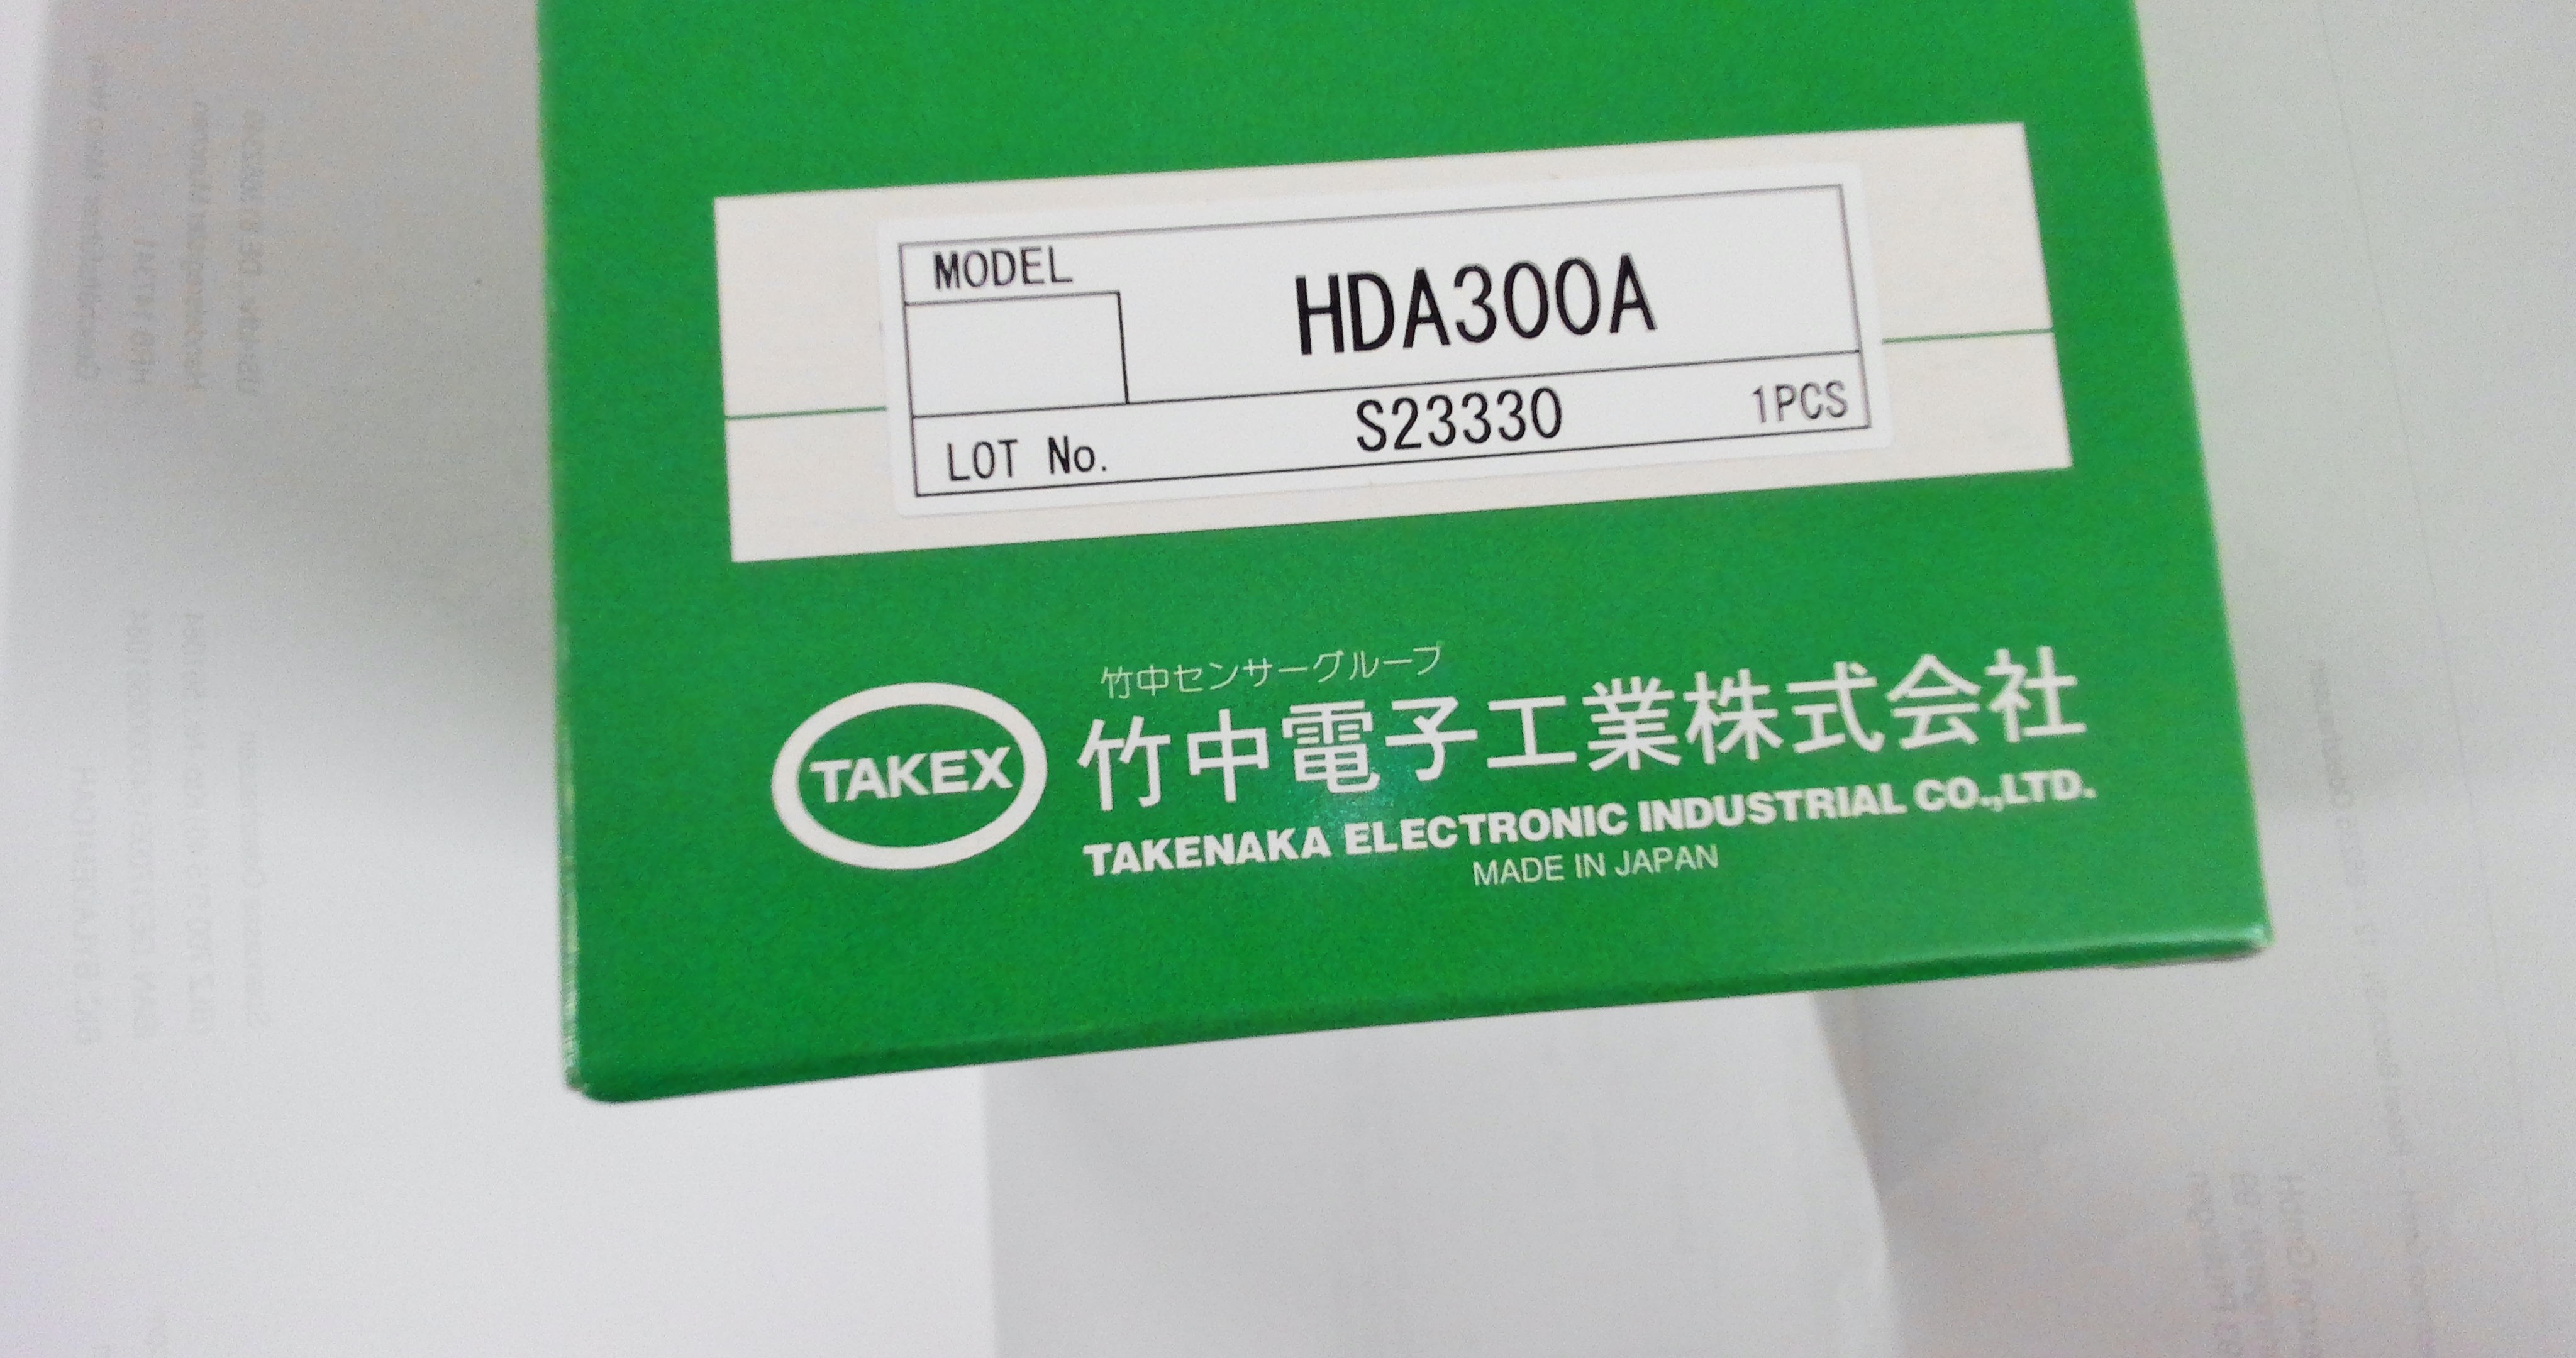 MODEL
HDA300A
LOT No. S23330 1PCS
竹中センサーグループ
TAKEX
竹中電子工業株式会社
TAKENAKA ELECTRONIC INDUSTRIAL CO.,LTD.
MADE IN JAPAN